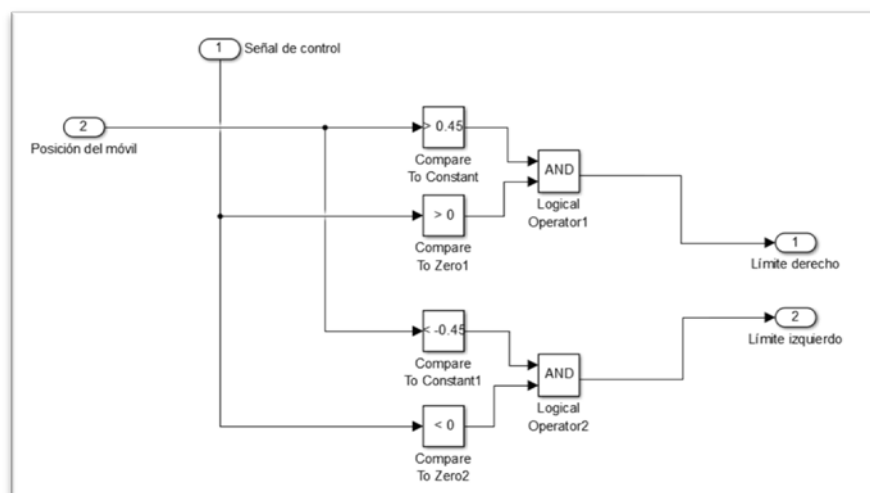 1
Señal de control
2
Posición del móvil
> 0.45
Compare
To Constant
AND
Logical
Operator1
> 0
Compare
To Zero1
1
Límite derecho
< -0.45
Compare
To Constant1
AND
Logical
Operator2
2
Límite izquierdo
< 0
Compare
To Zero2